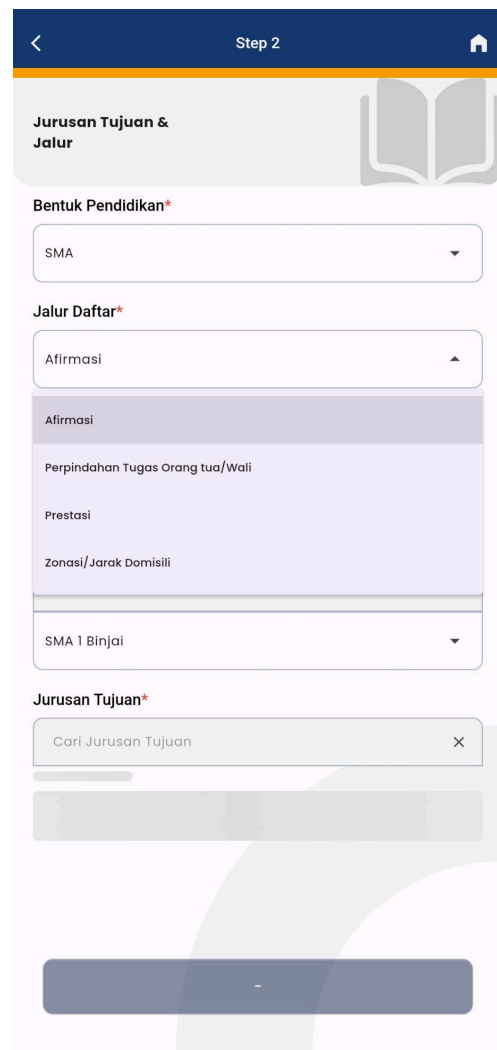 Step 2
Jurusan Tujuan &
Jalur
Bentuk Pendidikan*
SMA
Jalur Daftar*
Afirmasi
Afirmasi
Perpindahan Tugas Orang tua/Wali
Prestasi
Zonasi/Jarak Domisili
SMA 1 Binjai
Jurusan Tujuan*
Cari Jurusan Tujuan
-